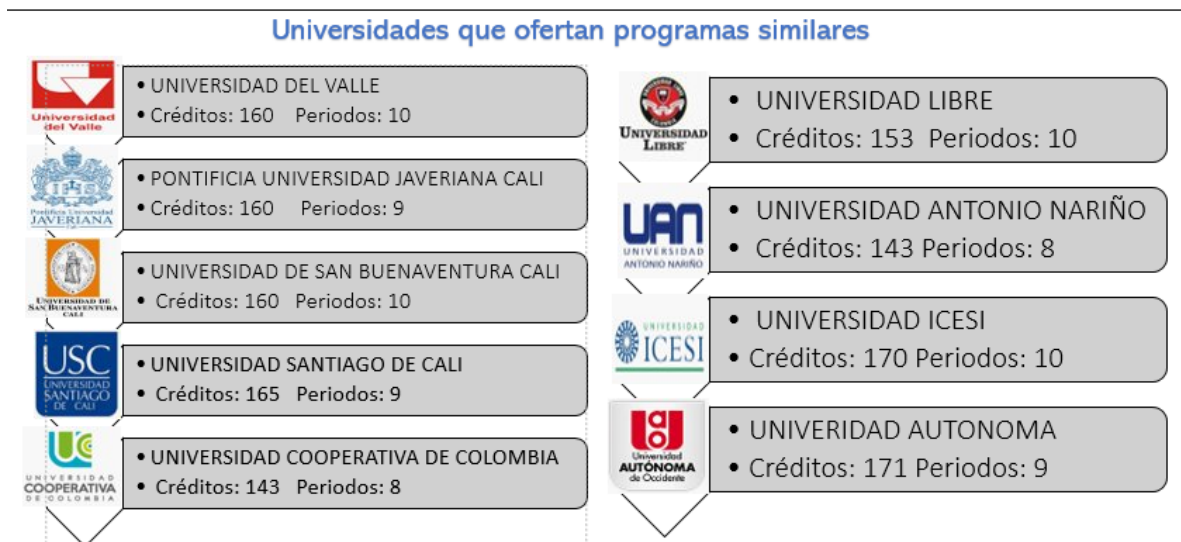 Universidades que ofertan programas similares
Universidad
del Valle
• UNIVERSIDAD DEL VALLE
• Créditos: 160 Periodos: 10
Pontificia Universidad
JAVERIANA
• PONTIFICIA UNIVERSIDAD JAVERIANA CALI
• Créditos: 160 Periodos: 9
UNIVERSIDAD DE
SAN BUENAVENTURA
CALI
• UNIVERSIDAD DE SAN BUENAVENTURA CALI
• Créditos: 160 Periodos: 10
USC
UNIVERSIDAD
SANTIAGO
DE CALI
• UNIVERSIDAD SANTIAGO DE CALI
• Créditos: 165 Periodos: 9
UNIVERSIDAD
COOPERATIVA
DE COLOMBIA
• UNIVERSIDAD COOPERATIVA DE COLOMBIA
• Créditos: 143 Periodos: 8
UNIVERSIDAD
LIBRE
• UNIVERSIDAD LIBRE
• Créditos: 153 Periodos: 10
UAN
UNIVERSIDAD
ANTONIO NARIÑO
• UNIVERSIDAD ANTONIO NARIÑO
• Créditos: 143 Periodos: 8
UNIVERSIDAD
ICESI
• UNIVERSIDAD ICESI
• Créditos: 170 Periodos: 10
Universidad
AUTÓNOMA
de Occidente
• UNIVERIDAD AUTONOMA
• Créditos: 171 Periodos: 9